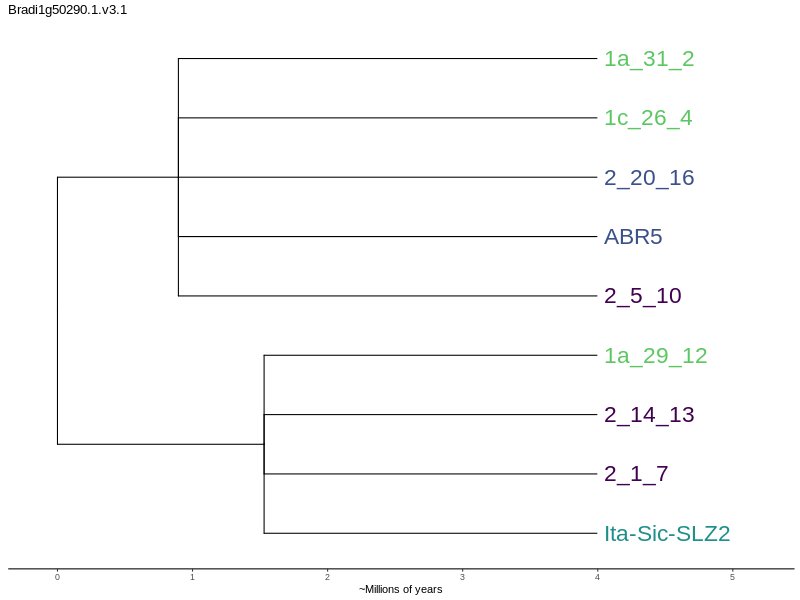 Bradi1g50290.1.v3.1
1a_31_2
1c_26_4
2_20_16
ABR5
2_5_10
1a_29_12
2_14_13
2_1_7
Ita-Sic-SLZ2
0 1 2 3 4 5
~Millions of years